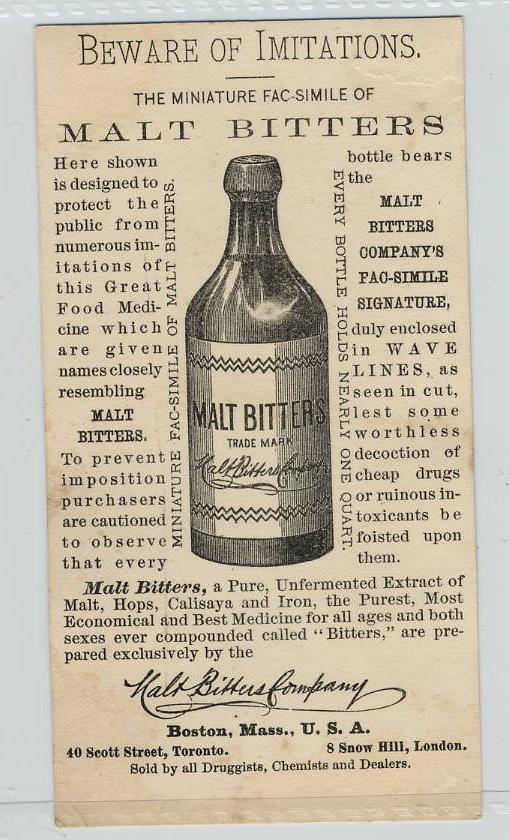 BEWARE OF IMITATIONS.
THE MINIATURE FAC-SIMILE OF
MALT BITTERS
Here shown
is designed to
protect the
public from
numerous im-
itations of
this Great
Food Medi-
cine which
are given
names closely
resembling
MALT
BITTERS.
To prevent
imposition
purchasers
are cautioned
to observe
that every
MINIATURE FAC-SIMILE OF MALT BITTERS.
MALT BITTERS
TRADE MARK
Malt Bitters Company
EVERY BOTTLE HOLDS NEARLY ONE QUART.
bottle bears
the
MALT
BITTERS
COMPANY'S
FAC-SIMILE
SIGNATURE,
duly enclosed
in WAVE
LINES, as
seen in cut,
lest some
worthless
decoction of
cheap drugs
or ruinous in-
toxicants be
foisted upon
them.
Malt Bitters, a Pure, Unfermented Extract of
Malt, Hops, Calisaya and Iron, the Purest, Most
Economical and Best Medicine for all ages and both
sexes ever compounded called "Bitters," are pre-
pared exclusively by the
Malt Bitters Company
Boston, Mass., U. S. A.
40 Scott Street, Toronto. 8 Snow Hill, London.
Sold by all Druggists, Chemists and Dealers.